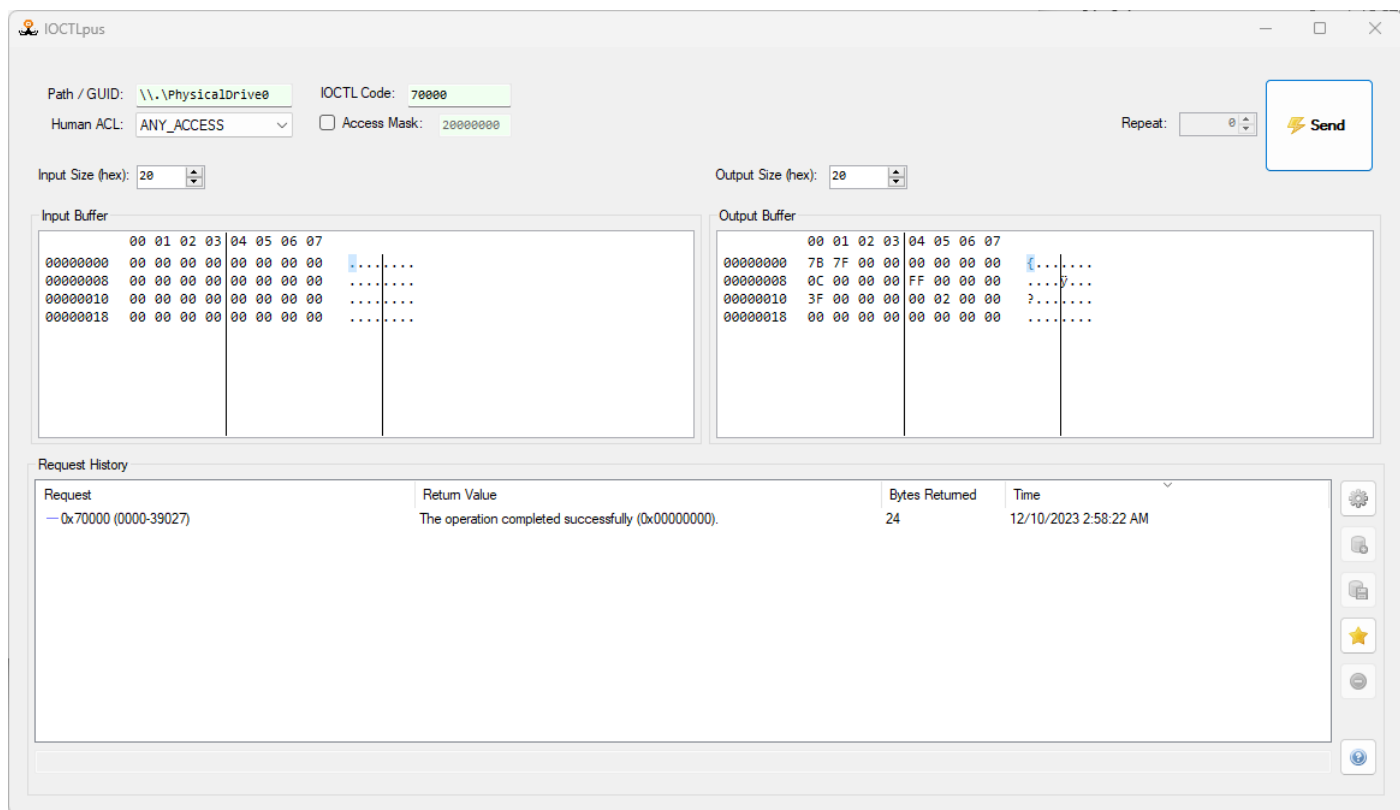 IOCTLpus
Path / GUID: \\.\PhysicalDrive0 IOCTL Code: 70000
Human ACL: ANY_ACCESS Access Mask: 20000000 Repeat: 0 Send
Input Size (hex): 20 Output Size (hex): 20
Input Buffer
00 01 02 03 04 05 06 07
00000000 00 00 00 00 00 00 00 00 ........
00000008 00 00 00 00 00 00 00 00 ........
00000010 00 00 00 00 00 00 00 00 ........
00000018 00 00 00 00 00 00 00 00 ........
Output Buffer
00 01 02 03 04 05 06 07
00000000 7B 7F 00 00 00 00 00 00 {.......
00000008 0C 00 00 00 FF 00 00 00 ....ÿ...
00000010 3F 00 00 00 00 02 00 00 ?.......
00000018 00 00 00 00 00 00 00 00 ........
Request History
Request Return Value Bytes Returned Time
0x70000 (0000-39027) The operation completed successfully (0x00000000). 24 12/10/2023 2:58:22 AM